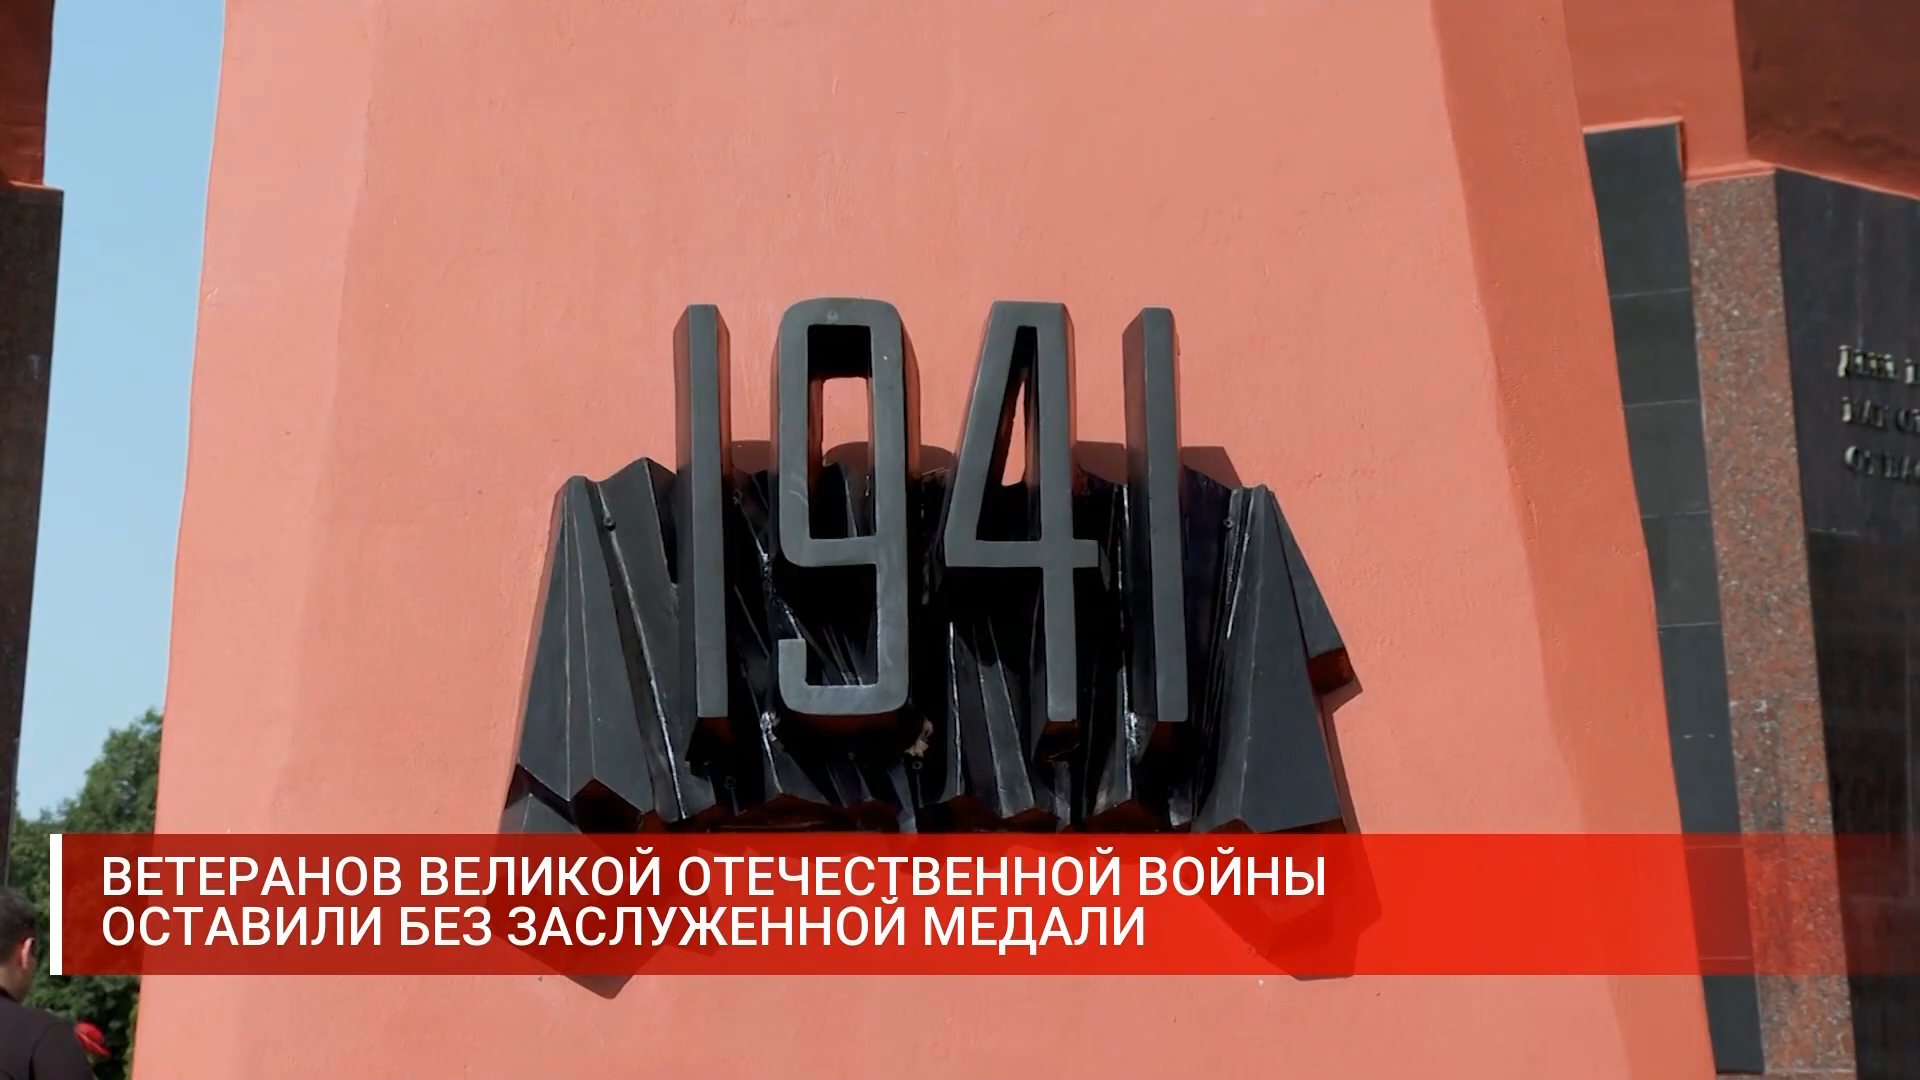 1941
ВЕТЕРАНОВ ВЕЛИКОЙ ОТЕЧЕСТВЕННОЙ ВОЙНЫ
ОСТАВИЛИ БЕЗ ЗАСЛУЖЕННОЙ МЕДАЛИ